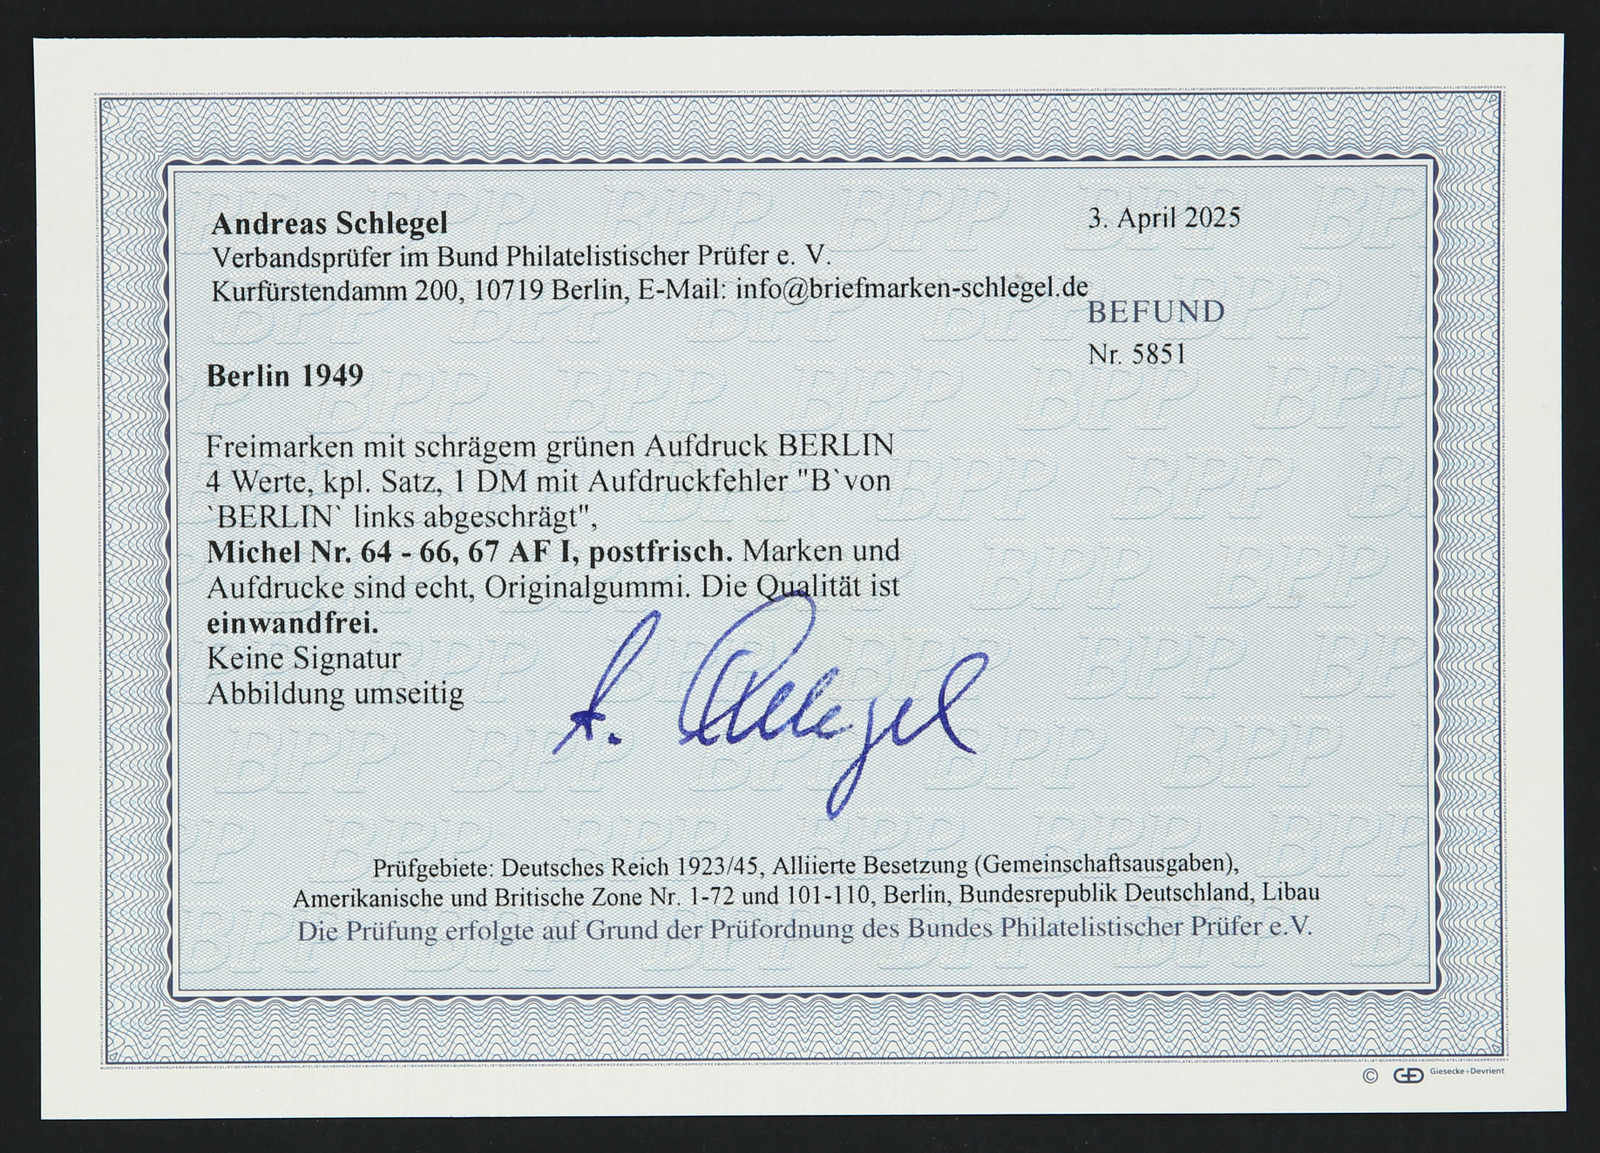 Andreas Schlegel
Verbandsprüfer im Bund Philatelistischer Prüfer e. V.
Kurfürstendamm 200, 10719 Berlin, E-Mail: info@briefmarken-schlegel.de
3. April 2025
BEFUND
Nr. 5851
Berlin 1949
Freimarken mit schrägem grünen Aufdruck BERLIN
4 Werte, kpl. Satz, 1 DM mit Aufdruckfehler "B`von
`BERLIN` links abgeschrägt",
Michel Nr. 64 - 66, 67 AF I, postfrisch. Marken und
Aufdrucke sind echt, Originalgummi. Die Qualität ist
einwandfrei.
Keine Signatur
Abbildung umseitig
A. Schlegel
Prüfgebiete: Deutsches Reich 1923/45, Alliierte Besetzung (Gemeinschaftsausgaben),
Amerikanische und Britische Zone Nr. 1-72 und 101-110, Berlin, Bundesrepublik Deutschland, Libau
Die Prüfung erfolgte auf Grund der Prüfordnung des Bundes Philatelistischer Prüfer e.V.
© GD Giesecke+Devrient